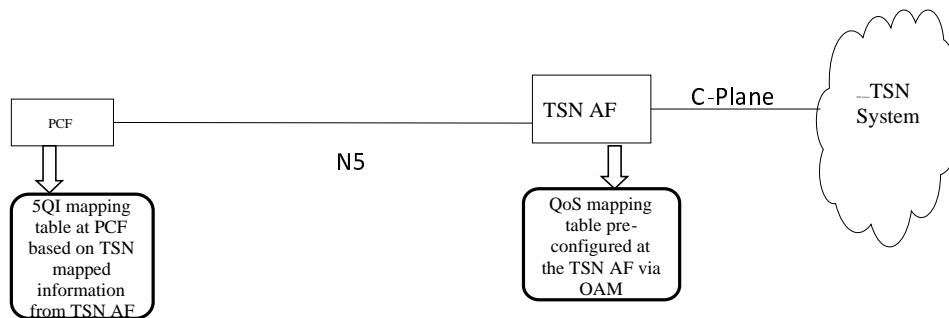 PCF
N5
TSN AF
C-Plane
TSN
System
5QI mapping
table at PCF
based on TSN
mapped
information
from TSN AF
QoS mapping
table pre-
configured at
the TSN AF via
OAM